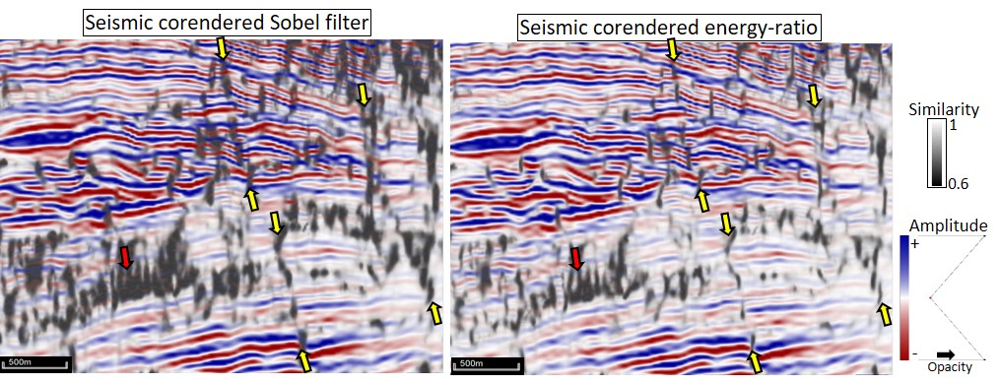 Seismic corendered Sobel filter
Seismic corendered energy-ratio
Similarity
1
0.6
Amplitude
+
-
Opacity
500m
500m